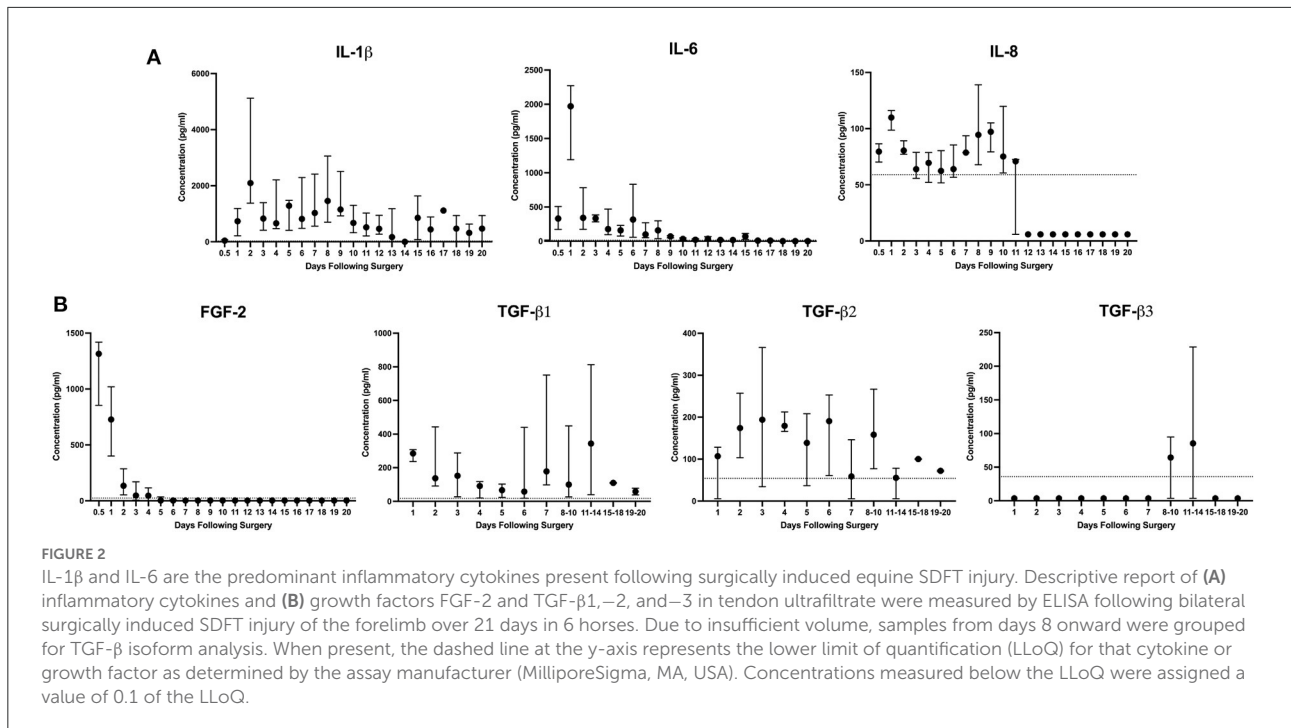 A
IL-1β
IL-6
IL-8
Concentration (pg/ml)
6000
4000
2000
0
0.5 1 2 3 4 5 6 7 8 9 10 11 12 13 14 15 16 17 18 19 20
Days Following Surgery
Concentration (pg/ml)
2500
2000
1500
1000
500
0
0.5 1 2 3 4 5 6 7 8 9 10 11 12 13 14 15 16 17 18 19 20
Days Following Surgery
Concentration (pg/ml)
150
100
50
0
0.5 1 2 3 4 5 6 7 8 9 10 11 12 13 14 15 16 17 18 19 20
Days Following Surgery
B
FGF-2
TGF-β1
TGF-β2
TGF-β3
Concentration (pg/ml)
1500
1000
500
0
0.5 1 2 3 4 5 6 7 8 9 10 11 12 13 14 15 16 17 18 19 20
Days Following Surgery
Concentration (pg/ml)
1000
800
600
400
200
0
1 2 3 4 5 6 7 8-10 11-14 15-18 19-20
Days Following Surgery
Concentration (pg/ml)
400
300
200
100
0
1 2 3 4 5 6 7 8-10 11-14 15-18 19-20
Days Following Surgery
Concentration (pg/ml)
250
200
150
100
50
0
1 2 3 4 5 6 7 8-10 11-14 15-18 19-20
Days Following Surgery
FIGURE 2
IL-1β and IL-6 are the predominant inflammatory cytokines present following surgically induced equine SDFT injury. Descriptive report of (A)
inflammatory cytokines and (B) growth factors FGF-2 and TGF-β1,−2, and−3 in tendon ultrafiltrate were measured by ELISA following bilateral
surgically induced SDFT injury of the forelimb over 21 days in 6 horses. Due to insufficient volume, samples from days 8 onward were grouped
for TGF-β isoform analysis. When present, the dashed line at the y-axis represents the lower limit of quantification (LLoQ) for that cytokine or
growth factor as determined by the assay manufacturer (MilliporeSigma, MA, USA). Concentrations measured below the LLoQ were assigned a
value of 0.1 of the LLoQ.